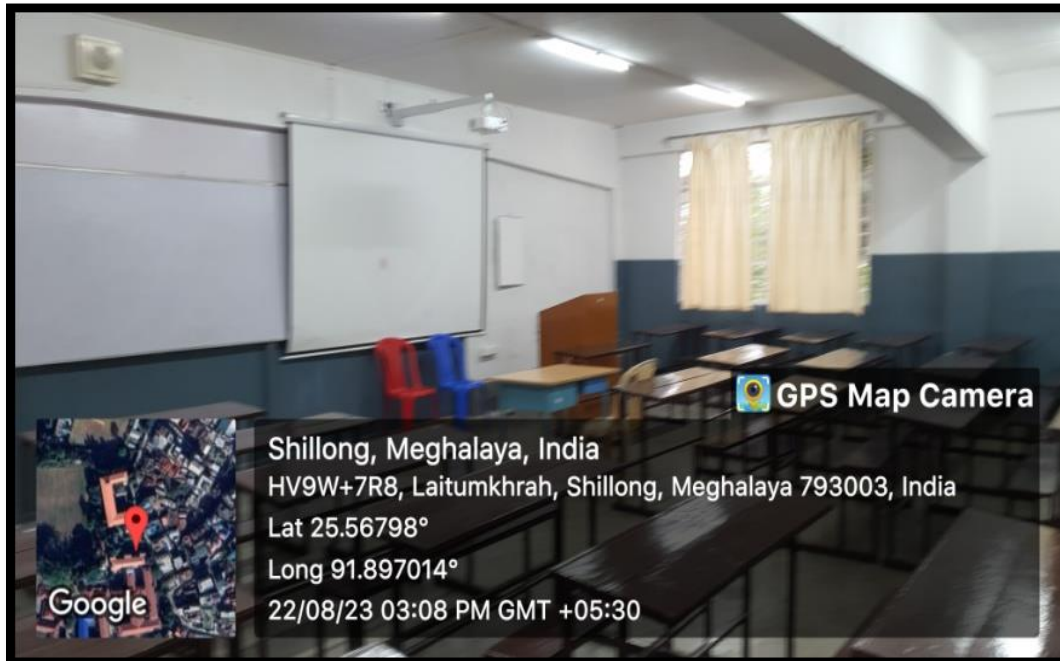 GPS Map Camera
Shillong, Meghalaya, India
HV9W+7R8, Laitumkhrah, Shillong, Meghalaya 793003, India
Lat 25.56798°
Long 91.897014°
22/08/23 03:08 PM GMT +05:30
Google